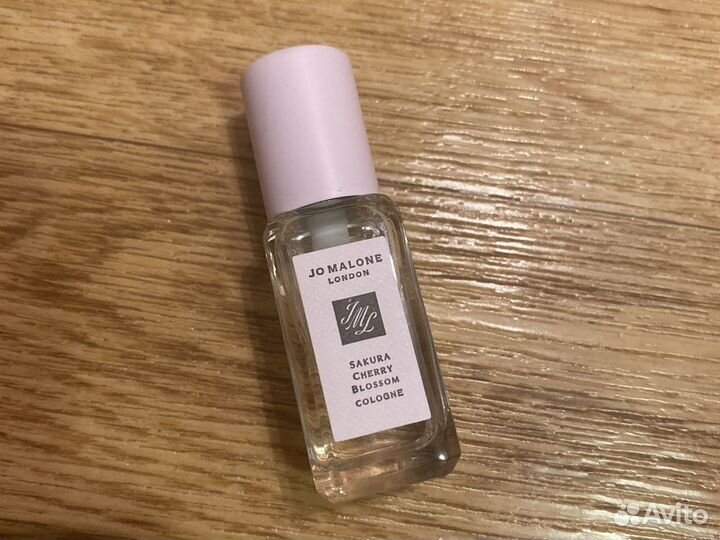 JO MALONE
LONDON
JML
SAKURA
CHERRY
BLOSSOM
COLOGNE
Avito